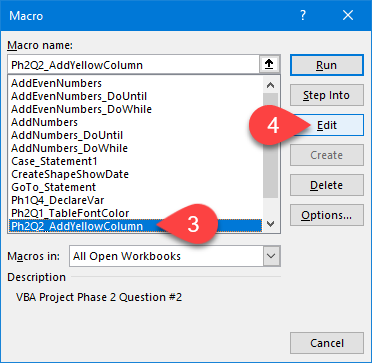 Macro
?
Macro name:
Ph2Q2_AddYellowColumn
Run
AddEvenNumbers
AddEvenNumbers_DoUntil
AddEvenNumbers_DoWhile
AddNumbers
AddNumbers_DoUntil
AddNumbers_DoWhile
Case_Statement1
CreateShapeShowDate
GoTo_Statement
Ph1Q4_DeclareVar
Ph2Q1_TableFontColor
Ph2Q2_AddYellowColumn
3
Step Into
4
Edit
Create
Delete
Options...
Macros in:
All Open Workbooks
Description
VBA Project Phase 2 Question #2
Cancel